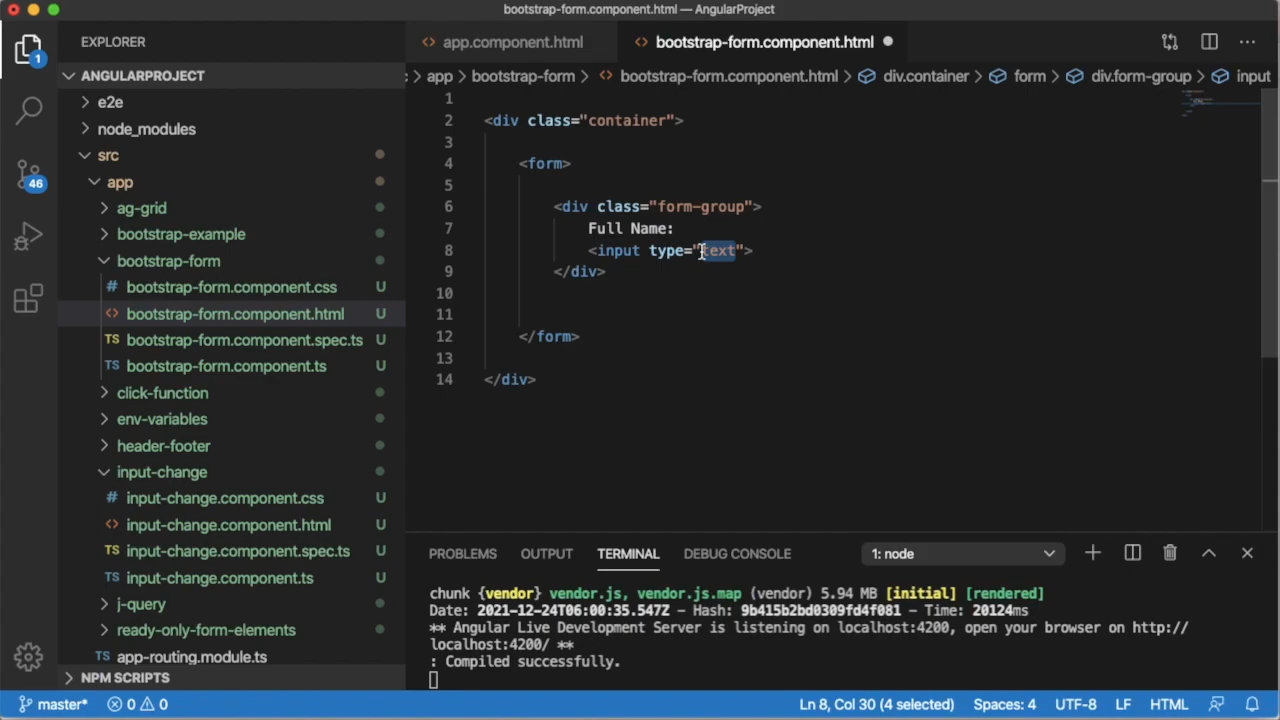 bootstrap-form.component.html — AngularProject
EXPLORER
app.component.html
bootstrap-form.component.html
ANGULARPROJECT
app > bootstrap-form > bootstrap-form.component.html > div.container > form > div.form-group > input
1
e2e
node_modules
src
app
ag-grid
bootstrap-example
bootstrap-form
bootstrap-form.component.css U
bootstrap-form.component.html U
TS bootstrap-form.component.spec.ts U
TS bootstrap-form.component.ts U
click-function
env-variables
header-footer
input-change
# input-change.component.css U
input-change.component.html U
TS input-change.component.spec.ts U
TS input-change.component.ts U
j-query
ready-only-form-elements
TS app-routing.module.ts
NPM SCRIPTS
46
1
2 <div class="container">
3
4 <form>
5
6 <div class="form-group">
7 Full Name:
8 <input type="text">
9 </div>
10
11
12 </form>
13
14 </div>
PROBLEMS OUTPUT TERMINAL DEBUG CONSOLE 1: node
chunk {vendor} vendor.js, vendor.js.map (vendor) 5.94 MB [initial] [rendered]
Date: 2021-12-24T06:00:35.547Z – Hash: 9b415b2bd0309fd4f081 – Time: 20124ms
** Angular Live Development Server is listening on localhost:4200, open your browser on http://
localhost:4200/ **
: Compiled successfully.
master* 0 0 Ln 8, Col 30 (4 selected) Spaces: 4 UTF-8 LF HTML